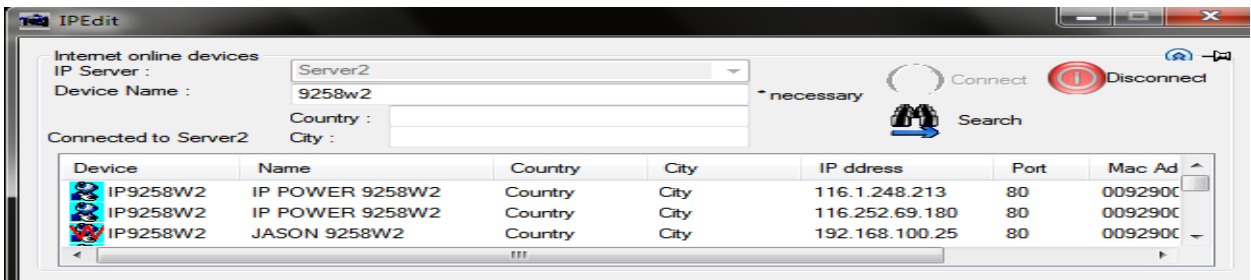 IPEdit
Internet online devices
IP Server : Server2 Connect Disconnect
Device Name : 9258w2 * necessary
Country : Search
Connected to Server2 City :
Device Name Country City IP ddress Port Mac Ad
IP9258W2 IP POWER 9258W2 Country City 116.1.248.213 80 009290C
IP9258W2 IP POWER 9258W2 Country City 116.252.69.180 80 009290C
IP9258W2 JASON 9258W2 Country City 192.168.100.25 80 009290C